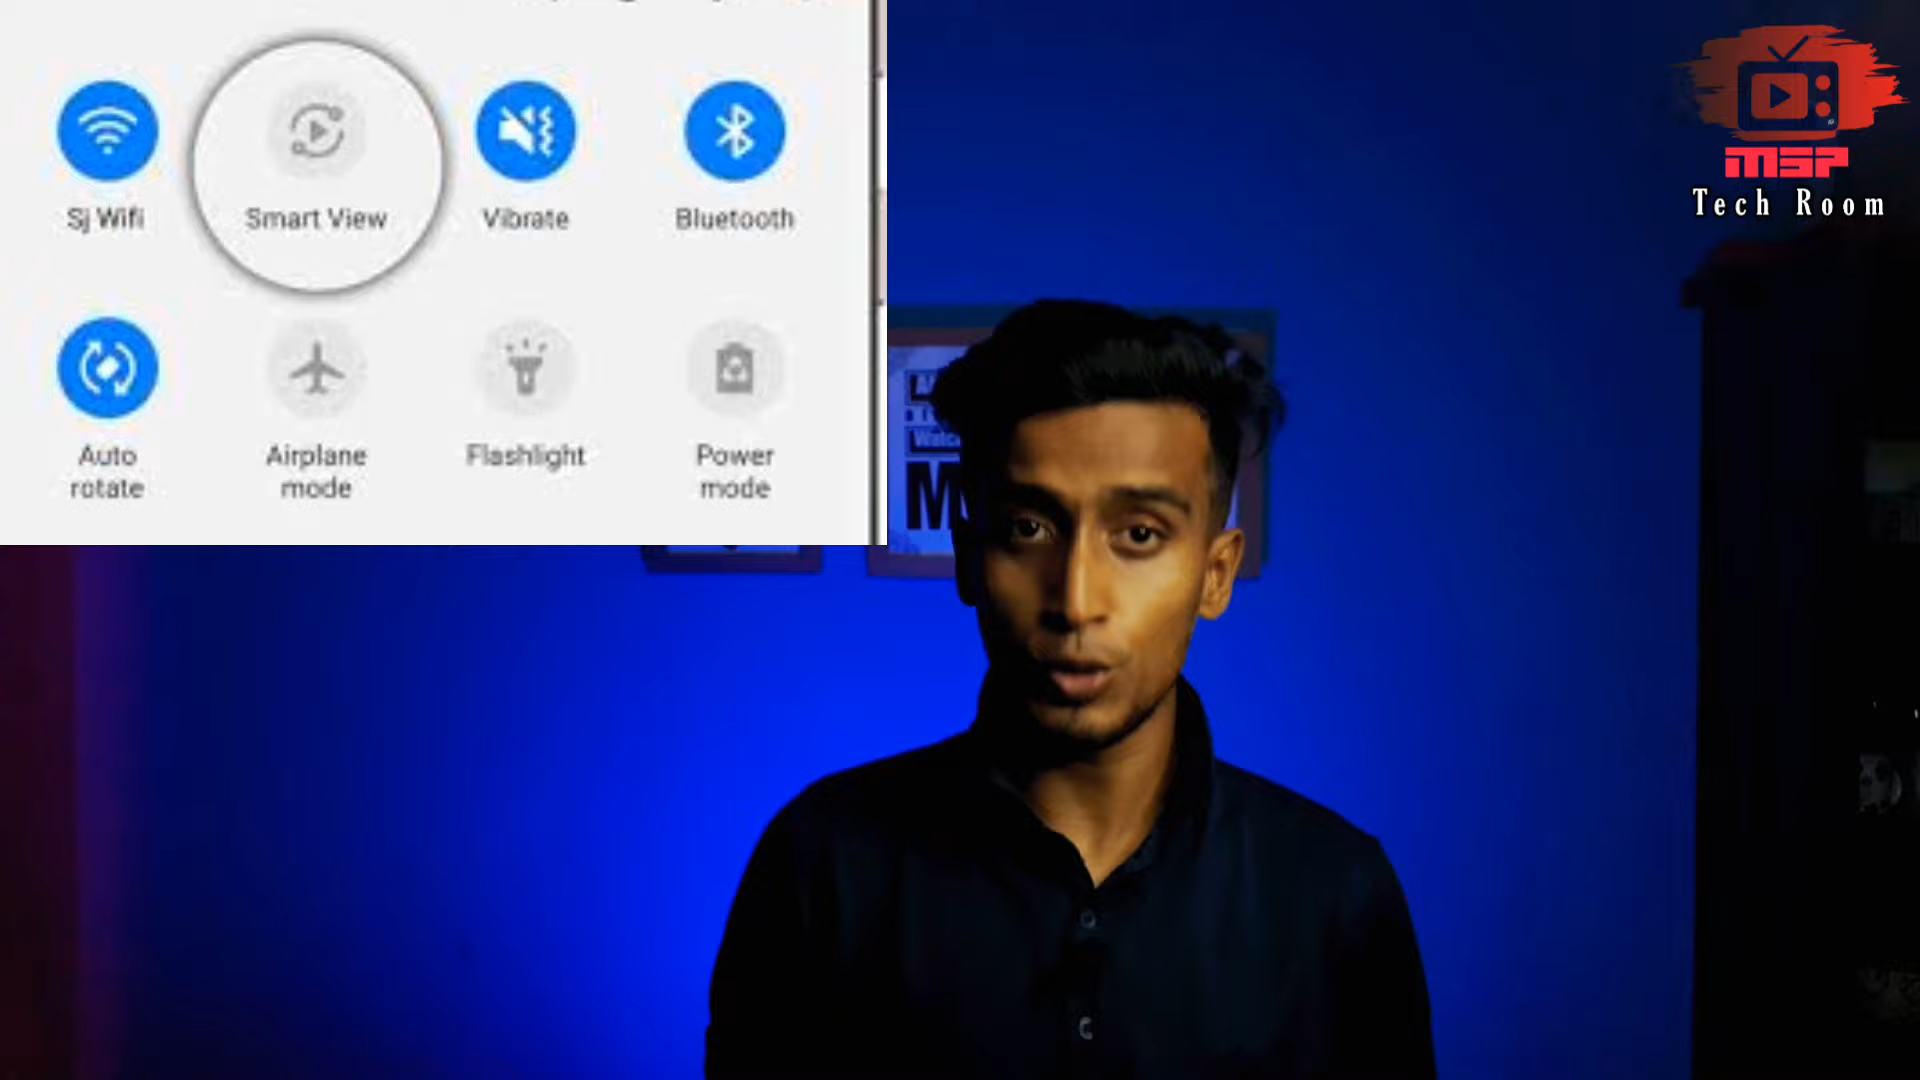 Sj Wifi
Smart View
Vibrate
Bluetooth
Auto
rotate
Airplane
mode
Flashlight
Power
mode
MSP
Tech Room